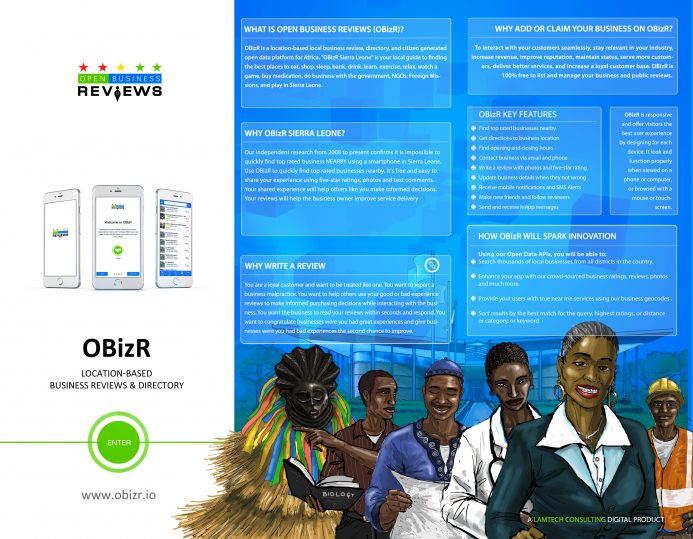 OPEN BUSINESS
REVIEWS
Welcome to OBizR
OBizR
LOCATION-BASED
BUSINESS REVIEWS & DIRECTORY
ENTER
www.obizr.io
WHAT IS OPEN BUSINESS REVIEWS (OBizR)?
OBizR is a location-based local business review, directory, and citizen generated
open data platform for Africa. "OBizR Sierra Leone" is your local guide to finding
the best places to eat, shop, sleep, bank, drink, learn, exercise, relax, watch a
game, buy medication, do business with the government, NGOs, Foreign Mis-
sions, and play in Sierra Leone.
WHY OBizR SIERRA LEONE?
Our independent research from 2008 to present confirms it is impossible to
quickly find top rated business NEARBY using a smartphone in Sierra Leone.
Use OBizR to quickly find top rated businesses nearby. It's free and easy to
share your experience using five-star ratings, photos and text comments.
Your shared experience will help others like you make informed decisions.
Your reviews will help the business owner improve service delivery
WHY WRITE A REVIEW
You are a loyal customer and want to be treated like one. You want to report a
business malpractice. You want to help others use your good or bad experience
reviews to make informed purchasing decisions while interacting with the busi-
ness. You want the business to read your reviews within seconds and respond. You
want to congratulate businesses were you had great experiences and give busi-
nesses were you had bad experiences the second chance to improve.
WHY ADD OR CLAIM YOUR BUSINESS ON OBizR?
To interact with your customers seamlessly, stay relevant in your industry,
increase revenue, improve reputation, maintain status, serve more custom-
ers, deliver better services, and increase a loyal customer base. OBizR is
100% free to list and manage your business and public reviews.
OBizR KEY FEATURES
Find top rated businesses nearby
Get directions to business location
Find opening and closing hours
Contact business via email and phone
Write a review with photos and five star rating
Update business details when they not wrong
Receive mobile notifications and SMS Alerts
Make new friends and follow reviewers
Send and receive inApp messages
OBizR is responsive
and offer visitors the
best user experience
by designing for each
device. It look and
function properly
when viewed on a
phone or computer,
or browsed with a
mouse or touch-
screen.
HOW OBizR WILL SPARK INNOVATION
Using our Open Data APIs, you will be able to;
Search thousands of local businesses from all districts in the country.
Enhance your app with our crowd-sourced business ratings, reviews, photos
and much more.
Provide your users with true near me services using our business geocodes .
Sort results by the best match for the query, highest ratings, or distance
or category, or keyword
BIOLOGY
A LAMTECH CONSULTING DIGITAL PRODUCT